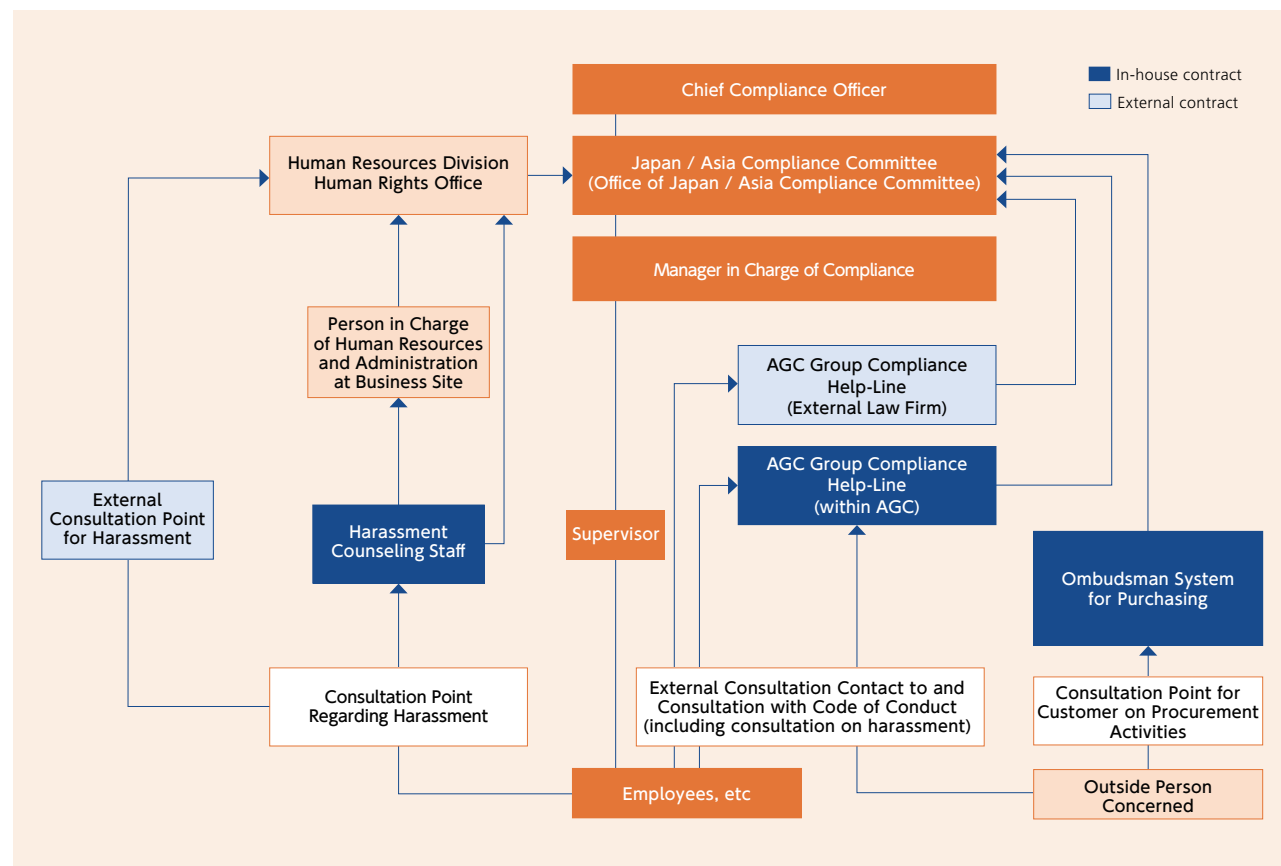 In-house contract
External contract
Chief Compliance Officer
Human Resources Division
Human Rights Office
Japan / Asia Compliance Committee
(Office of Japan / Asia Compliance Committee)
Manager in Charge of Compliance
Person in Charge
of Human Resources
and Administration
at Business Site
AGC Group Compliance
Help-Line
(External Law Firm)
AGC Group Compliance
Help-Line
(within AGC)
External
Consultation Point
for Harassment
Harassment
Counseling Staff
Supervisor
Ombudsman System
for Purchasing
Consultation Point
Regarding Harassment
External Consultation Contact to and
Consultation with Code of Conduct
(including consultation on harassment)
Consultation Point for
Customer on Procurement
Activities
Employees, etc
Outside Person
Concerned